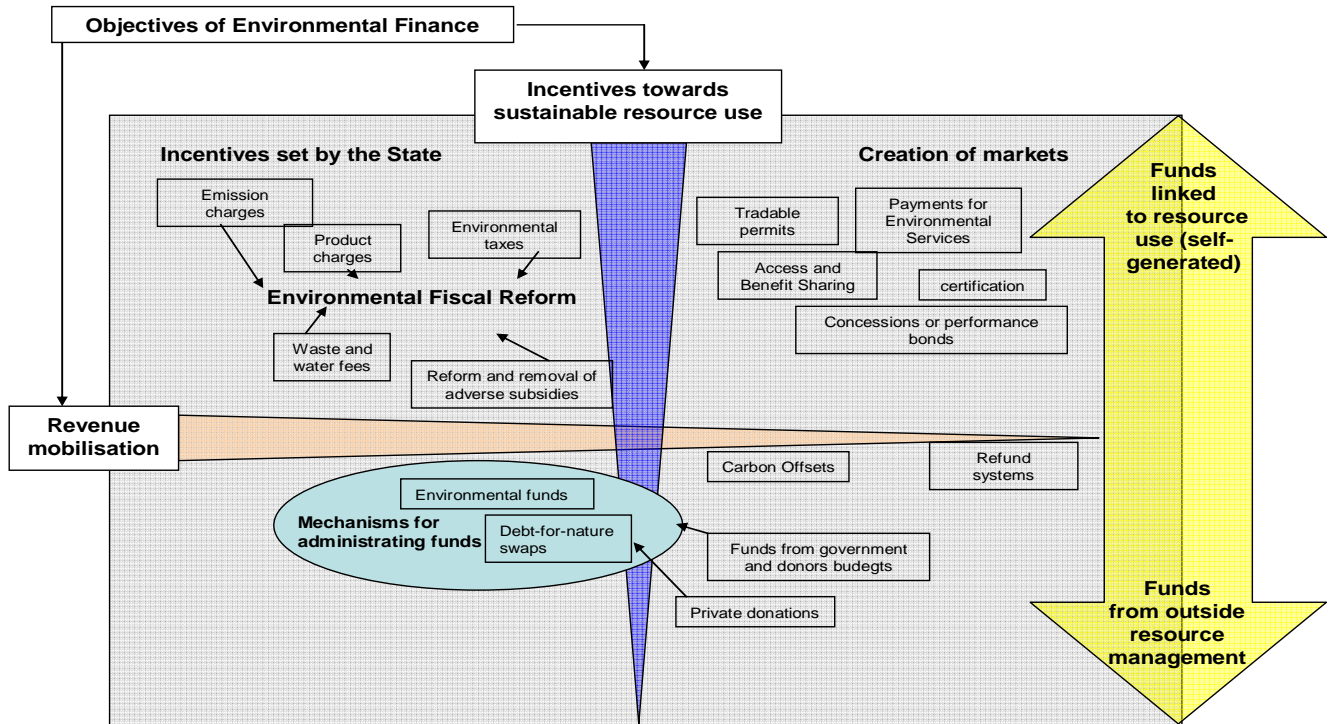 Objectives of Environmental Finance
Incentives towards
sustainable resource use
Incentives set by the State
Creation of markets
Emission
charges
Product
charges
Environmental
taxes
Environmental Fiscal Reform
Waste and
water fees
Reform and removal of
adverse subsidies
Tradable
permits
Payments for
Environmental
Services
Access and
Benefit Sharing
certification
Concessions or performance
bonds
Funds
linked
to resource
use (self-
generated)
Revenue
mobilisation
Carbon Offsets
Refund
systems
Environmental funds
Mechanisms for
administrating funds
Debt-for-nature
swaps
Funds from government
and donors budegts
Private donations
Funds
from outside
resource
management